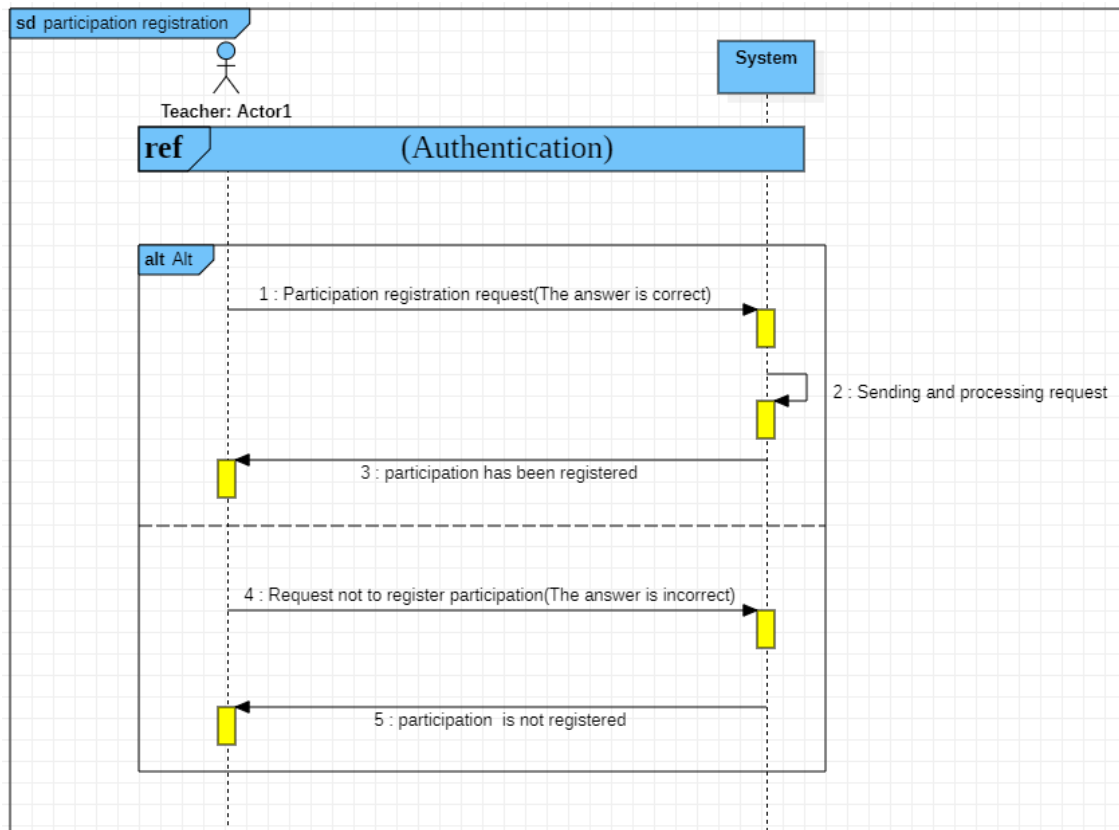 sd participation registration
System
Teacher: Actor1
ref (Authentication)
alt Alt
1 : Participation registration request(The answer is correct)
2 : Sending and processing request
3 : participation has been registered
4 : Request not to register participation(The answer is incorrect)
5 : participation  is not registered